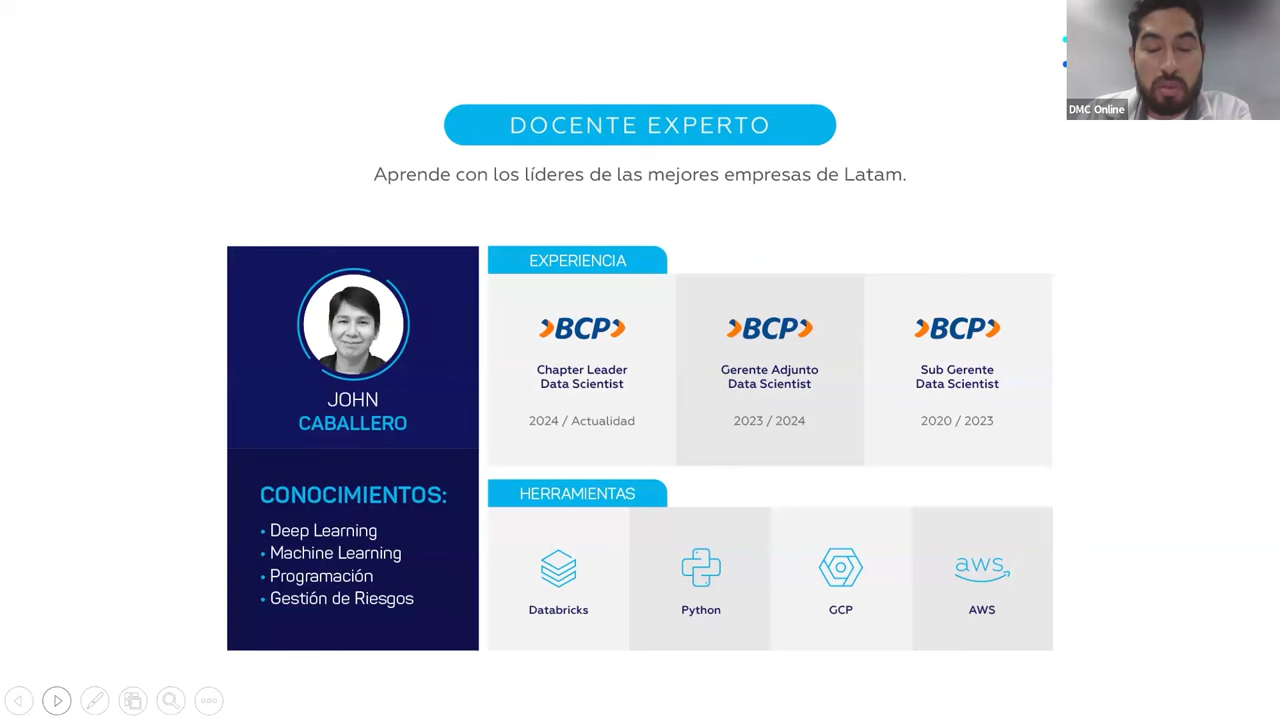 DMC Online
DOCENTE EXPERTO
Aprende con los líderes de las mejores empresas de Latam.
JOHN
CABALLERO
CONOCIMIENTOS:
• Deep Learning
• Machine Learning
• Programación
• Gestión de Riesgos
EXPERIENCIA
BCP
Chapter Leader
Data Scientist
2024 / Actualidad
BCP
Gerente Adjunto
Data Scientist
2023 / 2024
BCP
Sub Gerente
Data Scientist
2020 / 2023
HERRAMIENTAS
Databricks
Python
GCP
aws
AWS